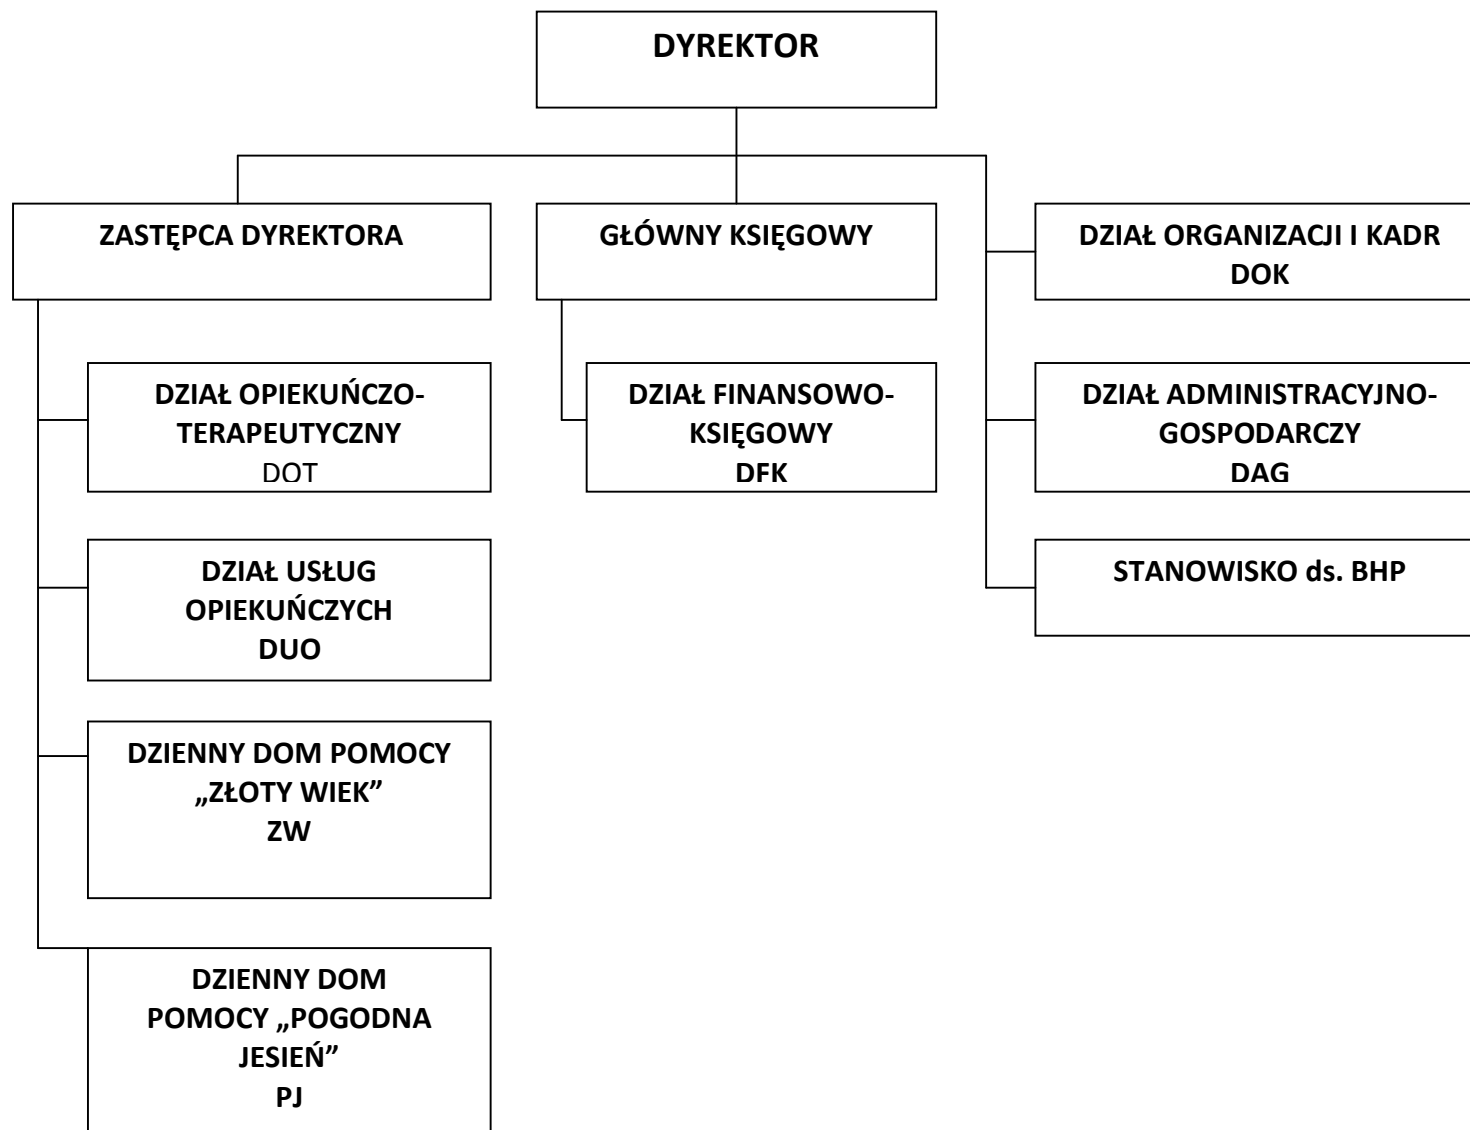 DYREKTOR
ZASTĘPCA DYREKTORA
GŁÓWNY KSIĘGOWY
DZIAŁ ORGANIZACJI I KADR
DOK
DZIAŁ OPIEKUŃCZO-
TERAPEUTYCZNY
DOT
DZIAŁ FINANSOWO-
KSIĘGOWY
DFK
DZIAŁ ADMINISTRACYJNO-
GOSPODARCZY
DAG
DZIAŁ USŁUG
OPIEKUŃCZYCH
DUO
STANOWISKO ds. BHP
DZIENNY DOM POMOCY
„ZŁOTY WIEK”
ZW
DZIENNY DOM
POMOCY „POGODNA
JESIEŃ”
PJ